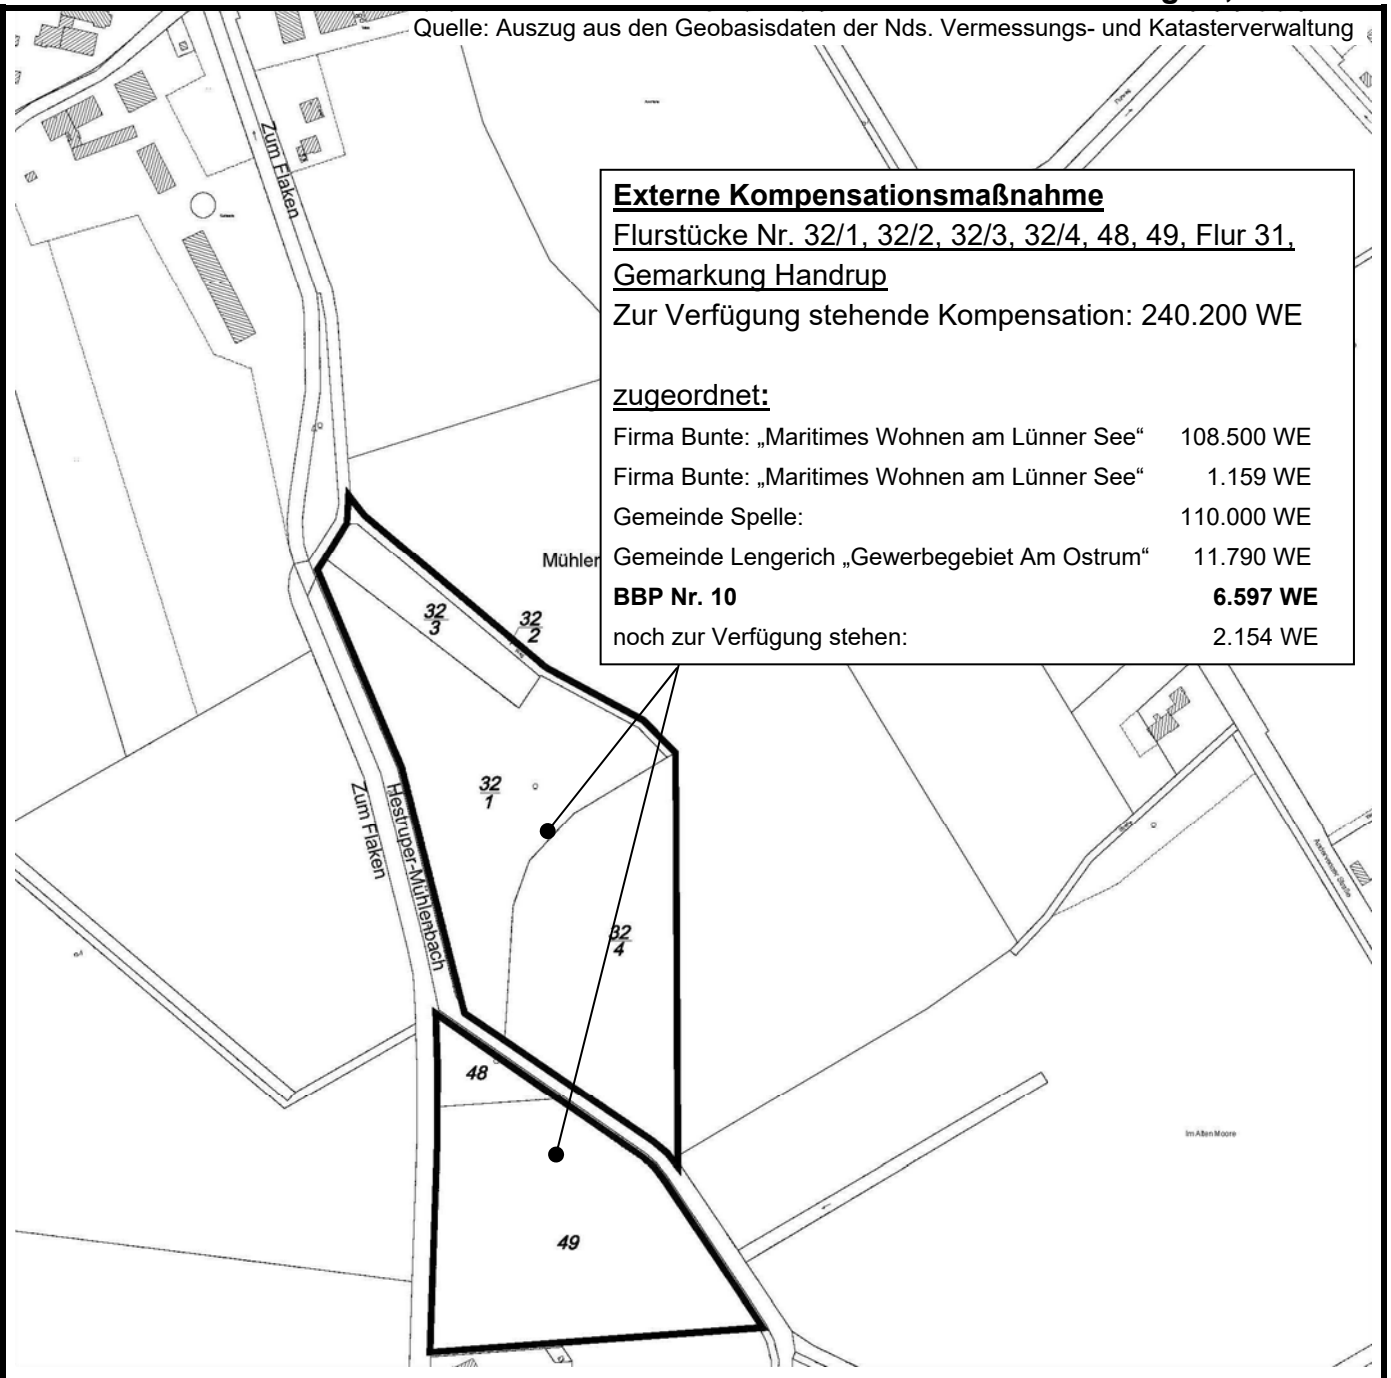 Quelle: Auszug aus den Geobasisdaten der Nds. Vermessungs- und Katasterverwaltung
Zum Flaken
Externe Kompensationsmaßnahme
Flurstücke Nr. 32/1, 32/2, 32/3, 32/4, 48, 49, Flur 31,
Gemarkung Handrup
Zur Verfügung stehende Kompensation: 240.200 WE
zugeordnet:
Firma Bunte: „Maritimes Wohnen am Lünner See“ 108.500 WE
Firma Bunte: „Maritimes Wohnen am Lünner See“ 1.159 WE
Gemeinde Spelle: 110.000 WE
Gemeinde Lengerich „Gewerbegebiet Am Ostrum“ 11.790 WE
BBP Nr. 10 6.597 WE
noch zur Verfügung stehen: 2.154 WE
Mühlen
32
3
32
2
32
1
Zum Flaken
Hestruper-Mühlenbach
32
4
48
49
Im Alten Moore